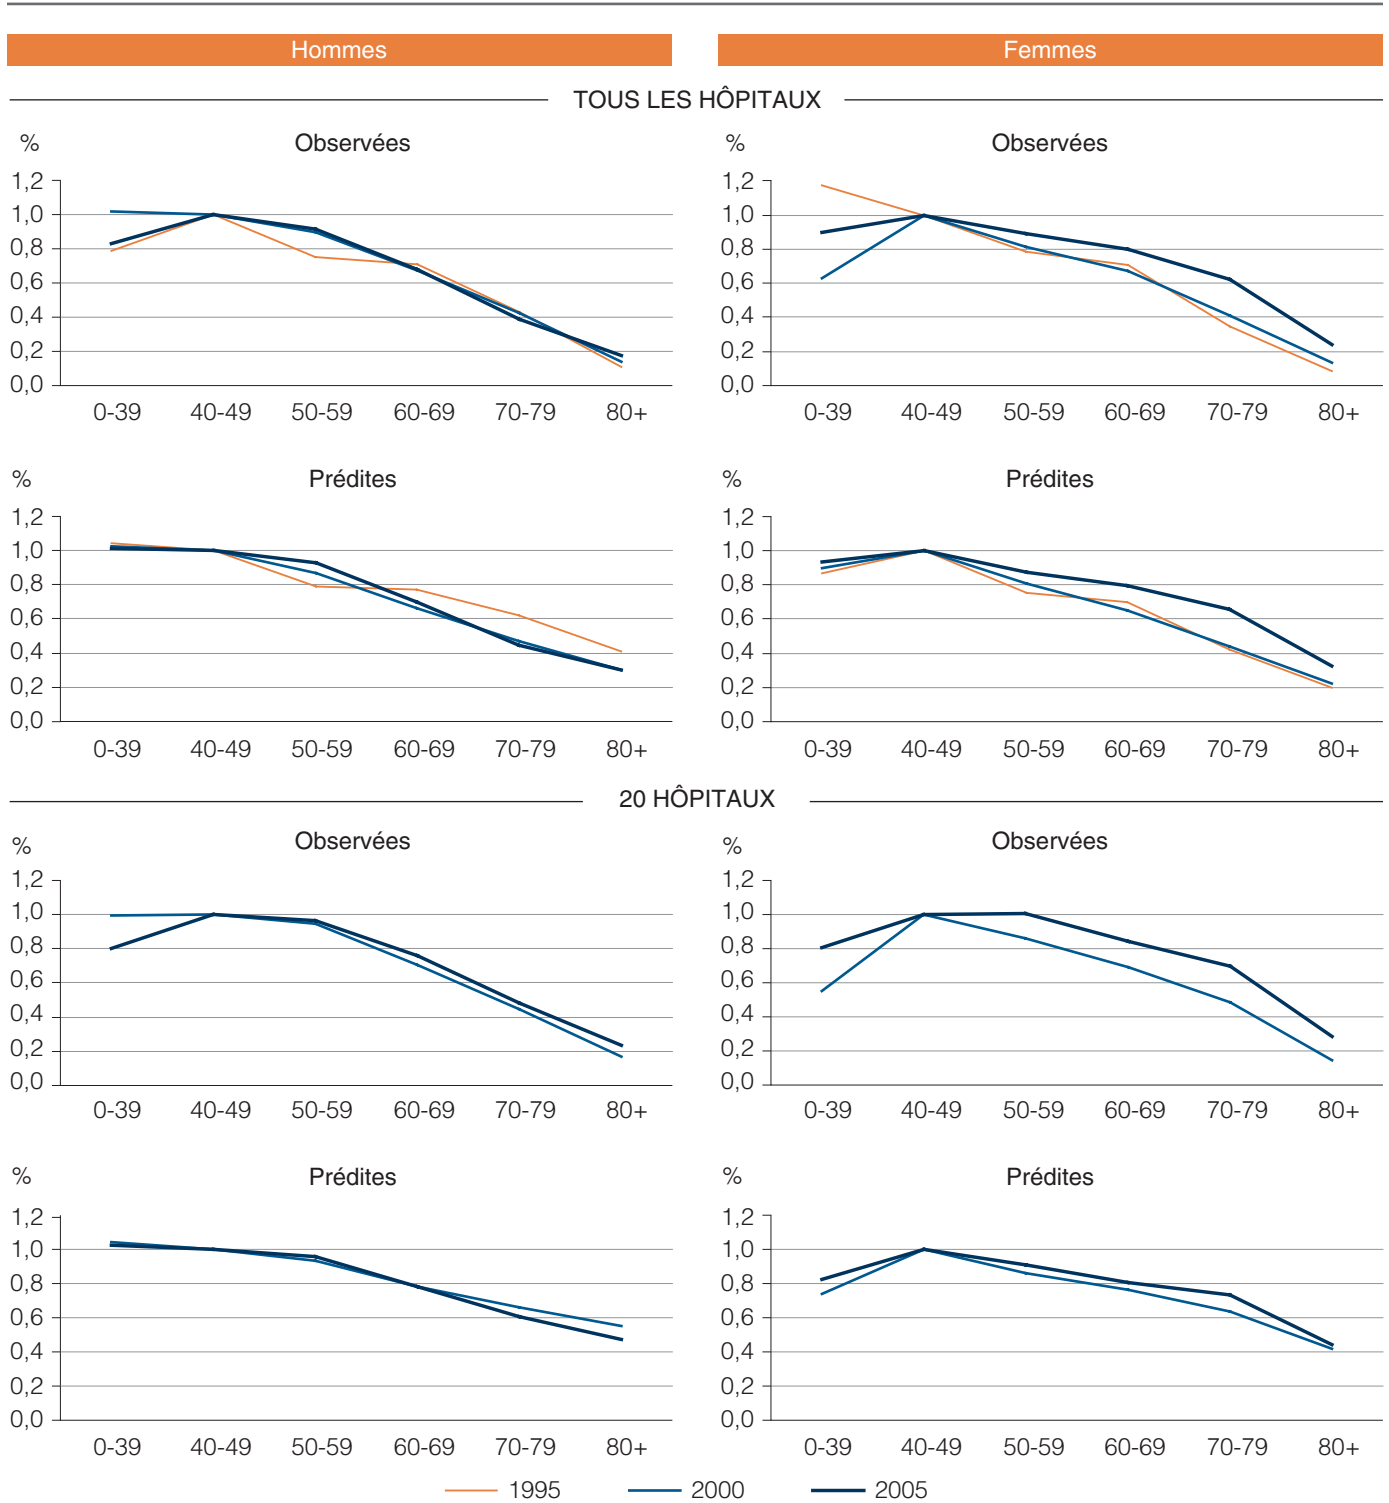 Hommes Femmes
TOUS LES HÔPITAUX
% Observées % Observées
1,2 1,2
1,0 1,0
0,8 0,8
0,6 0,6
0,4 0,4
0,2 0,2
0,0 0,0
0-39 40-49 50-59 60-69 70-79 80+ 0-39 40-49 50-59 60-69 70-79 80+
% Prédites % Prédites
1,2 1,2
1,0 1,0
0,8 0,8
0,6 0,6
0,4 0,4
0,2 0,2
0,0 0,0
0-39 40-49 50-59 60-69 70-79 80+ 0-39 40-49 50-59 60-69 70-79 80+
20 HÔPITAUX
% Observées % Observées
1,2 1,2
1,0 1,0
0,8 0,8
0,6 0,6
0,4 0,4
0,2 0,2
0,0 0,0
0-39 40-49 50-59 60-69 70-79 80+ 0-39 40-49 50-59 60-69 70-79 80+
% Prédites % Prédites
1,2 1,2
1,0 1,0
0,8 0,8
0,6 0,6
0,4 0,4
0,2 0,2
0,0 0,0
0-39 40-49 50-59 60-69 70-79 80+ 0-39 40-49 50-59 60-69 70-79 80+
1995 2000 2005